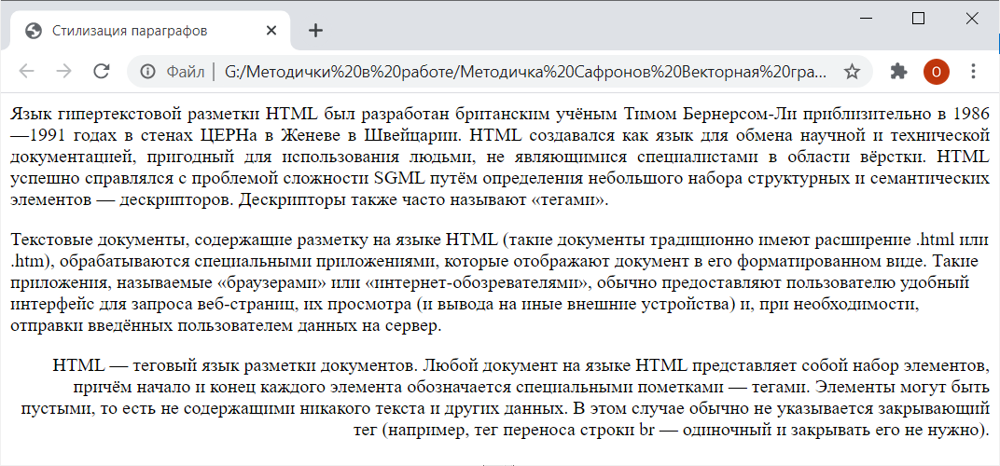 Стилизация параграфов
Файл | G:/Методички%20в%20работе/Методичка%20Сафронов%20Векторная%20гра...
О
Язык гипертекстовой разметки HTML был разработан британским учёным Тимом Бернерсом-Ли приблизительно в 1986
—1991 годах в стенах ЦЕРНа в Женеве в Швейцарии. HTML создавался как язык для обмена научной и технической
документацией, пригодный для использования людьми, не являющимися специалистами в области вёрстки. HTML
успешно справлялся с проблемой сложности SGML путём определения небольшого набора структурных и семантических
элементов — дескрипторов. Дескрипторы также часто называют «тегами».
Текстовые документы, содержащие разметку на языке HTML (такие документы традиционно имеют расширение .html или
.htm), обрабатываются специальными приложениями, которые отображают документ в его форматированном виде. Такие
приложения, называемые «браузерами» или «интернет-обозревателями», обычно предоставляют пользователю удобный
интерфейс для запроса веб-страниц, их просмотра (и вывода на иные внешние устройства) и, при необходимости,
отправки введённых пользователем данных на сервер.
HTML — теговый язык разметки документов. Любой документ на языке HTML представляет собой набор элементов,
причём начало и конец каждого элемента обозначается специальными пометками — тегами. Элементы могут быть
пустыми, то есть не содержащими никакого текста и других данных. В этом случае обычно не указывается закрывающий
тег (например, тег переноса строки br — одиночный и закрывать его не нужно).